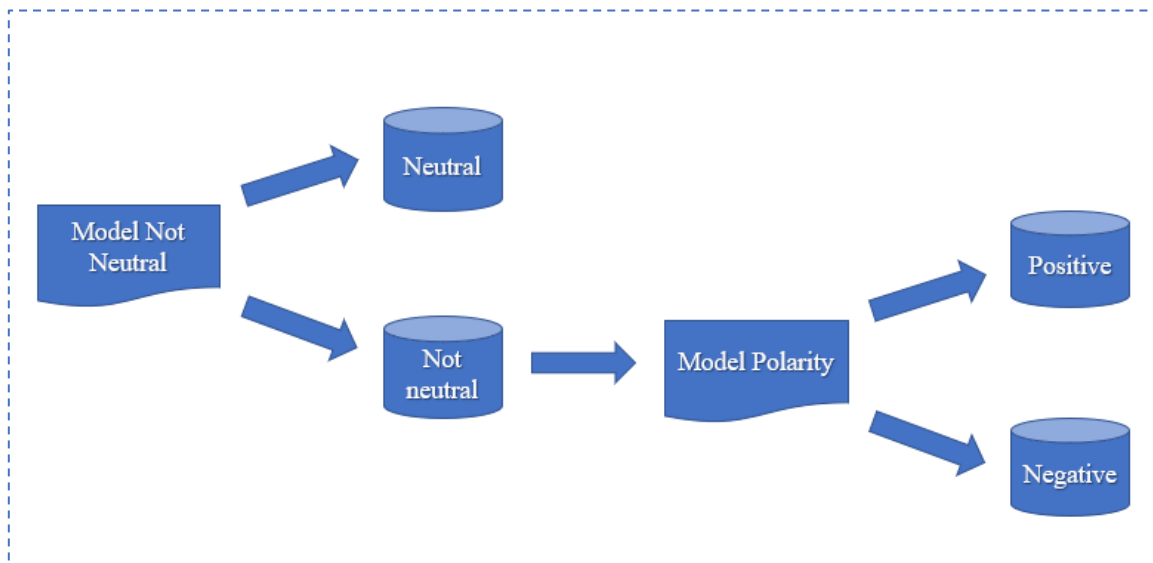 Neutral
Model Not
Neutral
Not
neutral
Model Polarity
Positive
Negative